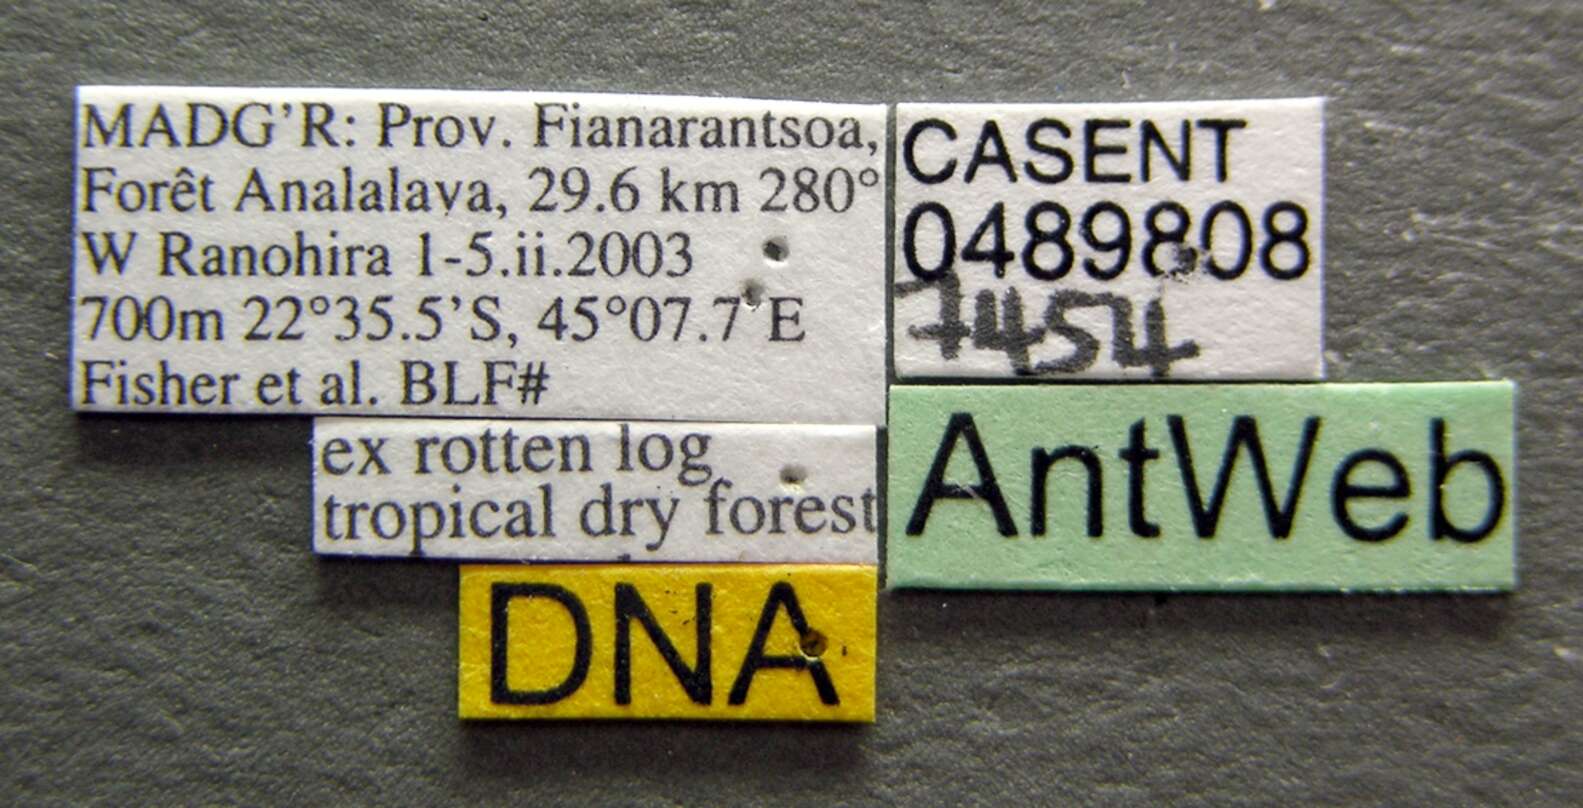 MADG'R: Prov. Fianarantsoa,
Forêt Analalava, 29.6 km 280°
W Ranohira 1-5.ii.2003
700m 22°35.5'S, 45°07.7'E
Fisher et al. BLF#
ex rotten log
tropical dry forest
DNA
CASENT
0489808
7454
AntWeb